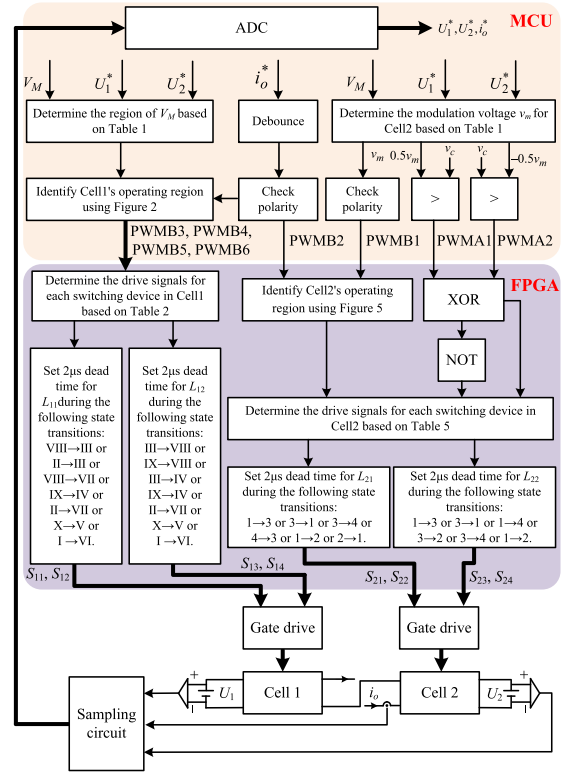 MCU
ADC
U1*, U2*, io*
VM
U1*
U2*
io*
VM
U1*
U2*
Determine the region of VM based
on Table 1
Debounce
Determine the modulation voltage vm for
Cell2 based on Table 1
vm
0.5vm
vc
vc
−0.5vm
Identify Cell1's operating region
using Figure 2
Check
polarity
Check
polarity
>
>
PWMB3, PWMB4,
PWMB5, PWMB6
PWMB2
PWMB1
PWMA1
PWMA2
FPGA
Determine the drive signals for
each switching device in Cell1
based on Table 2
Identify Cell2's operating
region using Figure 5
XOR
NOT
Set 2μs dead
time for
L11during the
following state
transitions:
VIII→III or
II→III or
VIII→VII or
IX→IV or
II→VII or
X→V or
I →VI.
Set 2μs dead
time for L12
during the
following state
transitions:
III→VIII or
IX→VIII or
III→IV or
IX→IV or
II→VII or
X→V or
I →VI.
Determine the drive signals for each switching device in
Cell2 based on Table 5
Set 2μs dead time for L21
during the following state
transitions:
1→3 or 3→1 or 3→4 or
4→3 or 1→2 or 2→1.
Set 2μs dead time for L22
during the following state
transitions:
1→3 or 3→1 or 1→4 or
3→2 or 3→4 or 1→2.
S11, S12
S13, S14
S21, S22
S23, S24
Gate drive
Gate drive
Sampling
circuit
+
U1
Cell 1
io
Cell 2
U2
+